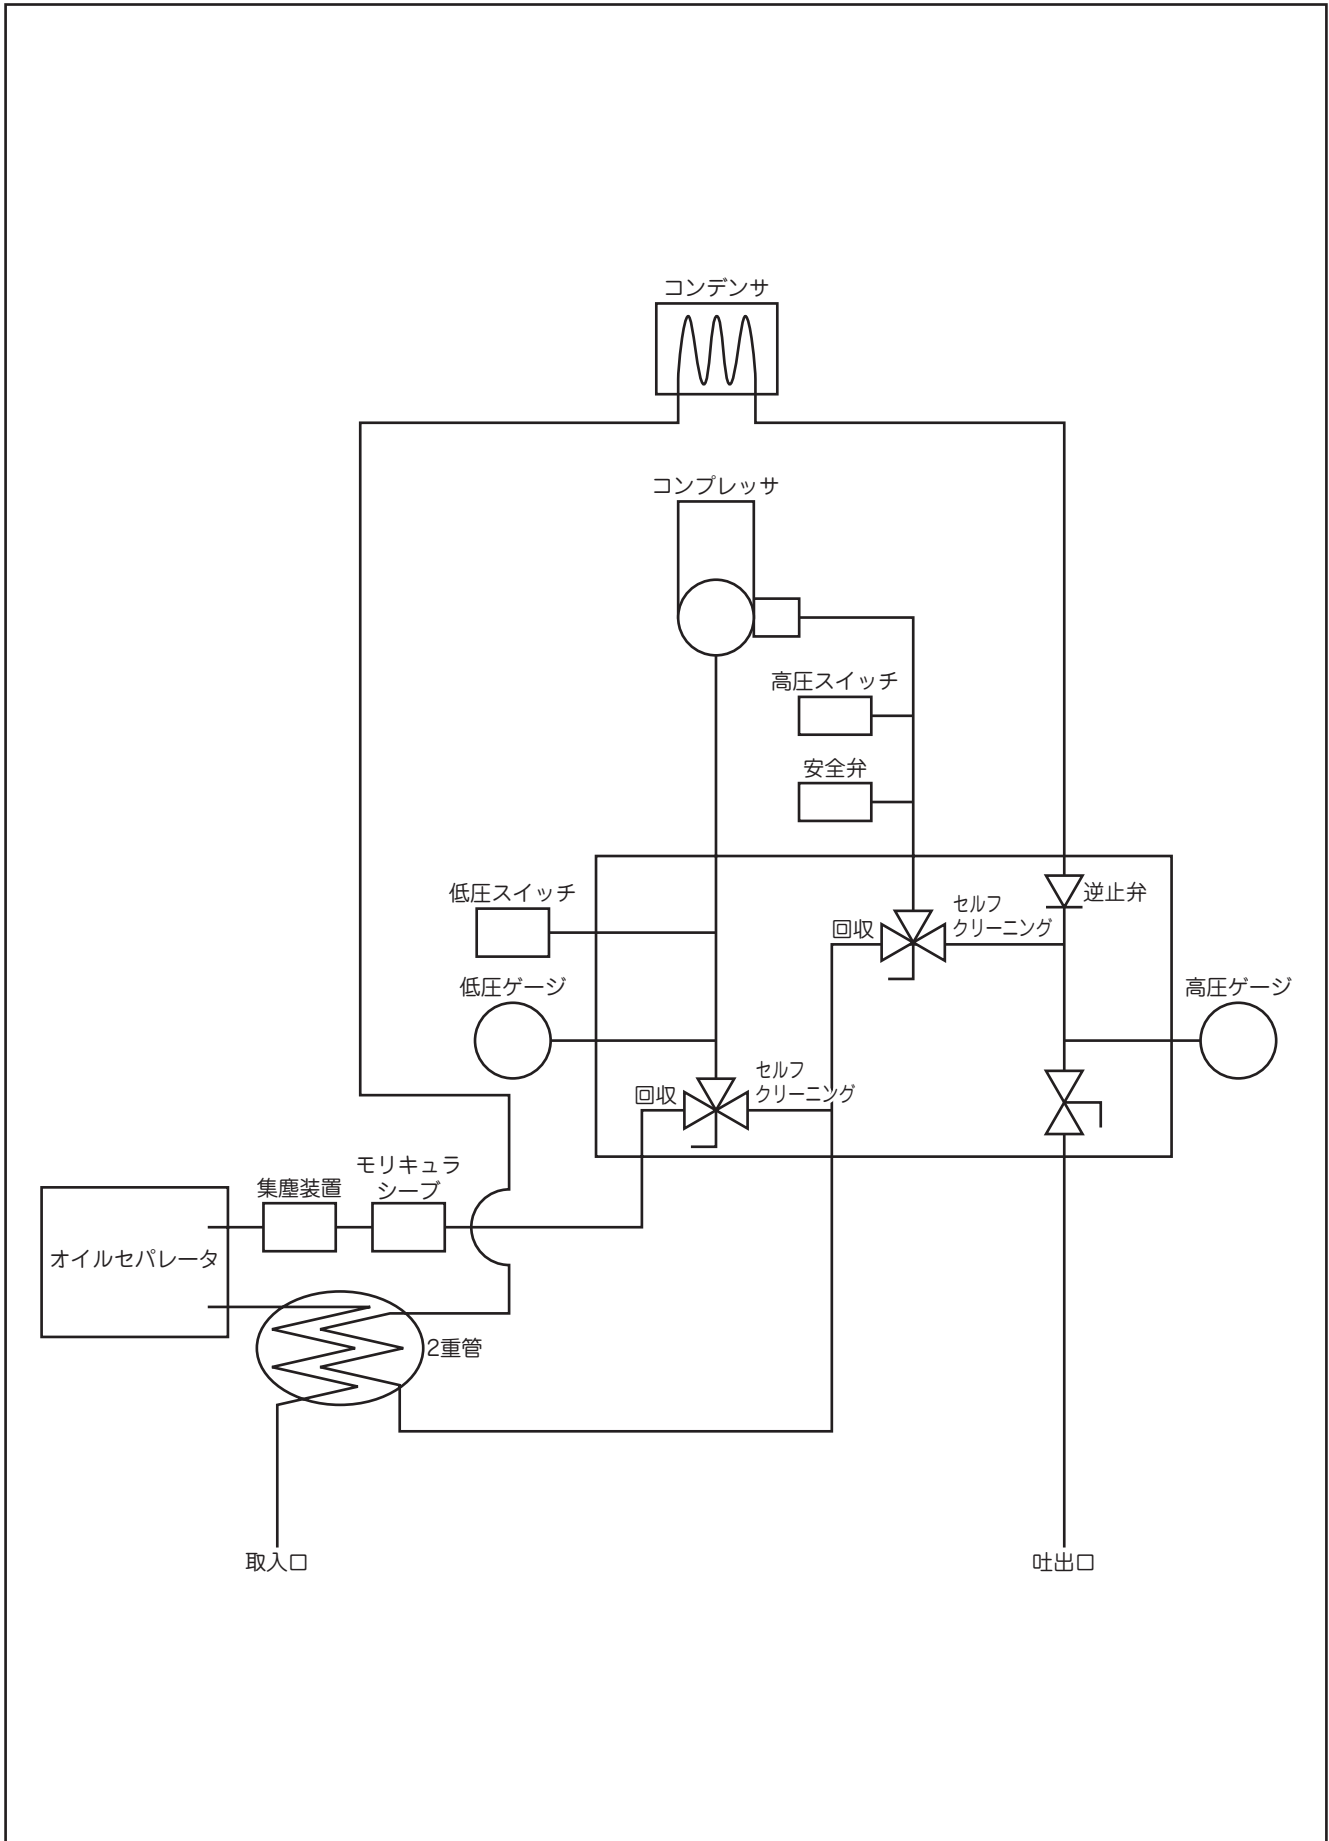 コンデンサ
コンプレッサ
高圧スイッチ
安全弁
低圧スイッチ
回収
セルフ
クリーニング
逆止弁
低圧ゲージ
高圧ゲージ
回収
セルフ
クリーニング
モリキュラ
シーブ
集塵装置
オイルセパレータ
2重管
取入口
吐出口